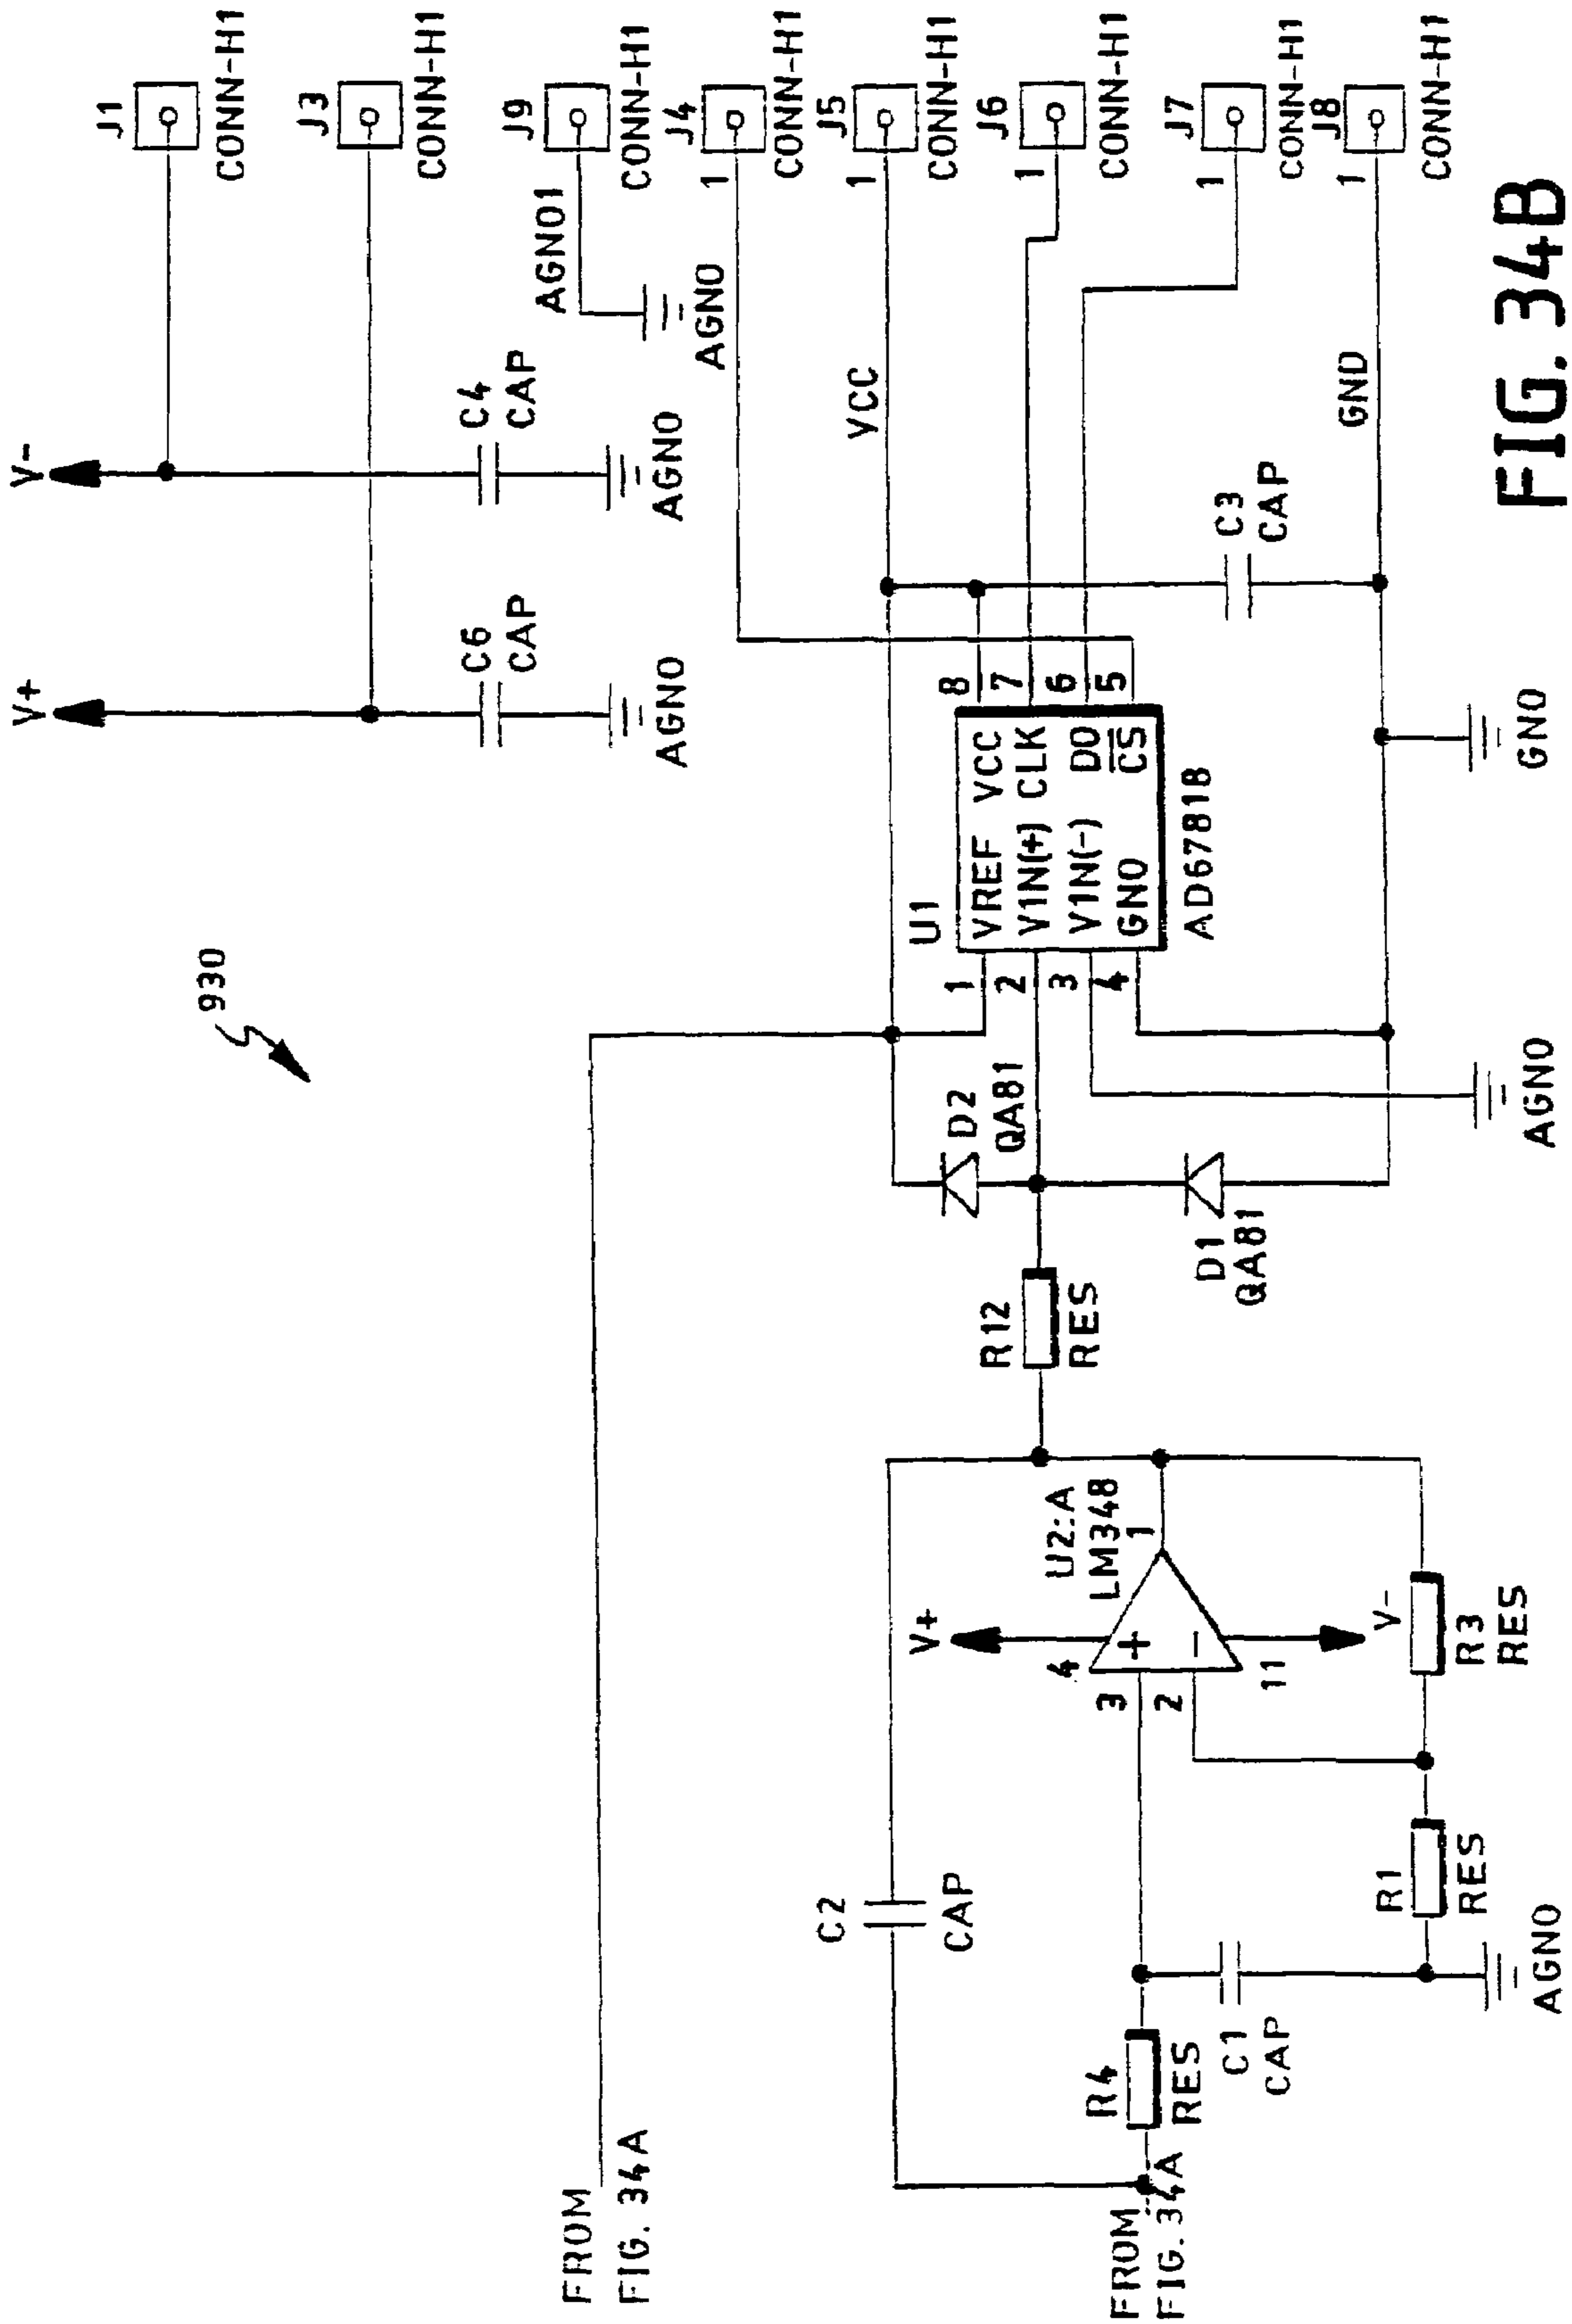 930
V+
V-
J1
CONN-H1
J3
CONN-H1
C6
CAP
AGNO
C4
CAP
AGNO
AGNO1
J9
CONN-H1
AGNO
J4
1
CONN-H1
FROM
FIG. 34A
VCC
J5
1
CONN-H1
C2
CAP
V+
U2:A
LM348
4
3
2
1
11
V-
+
-
R12
RES
D2
QA81
D1
QA81
U1
1
2
3
4
VREF VCC
V1N(+) CLK
V1N(-) DO
GNO CS
8
7
6
5
AD67818
J6
1
CONN-H1
J7
1
CONN-H1
C3
CAP
GND
J8
1
CONN-H1
FROM
FIG. 34A
R4
RES
C1
CAP
R1
RES
R3
RES
AGNO
AGNO
GNO
FIG. 34B